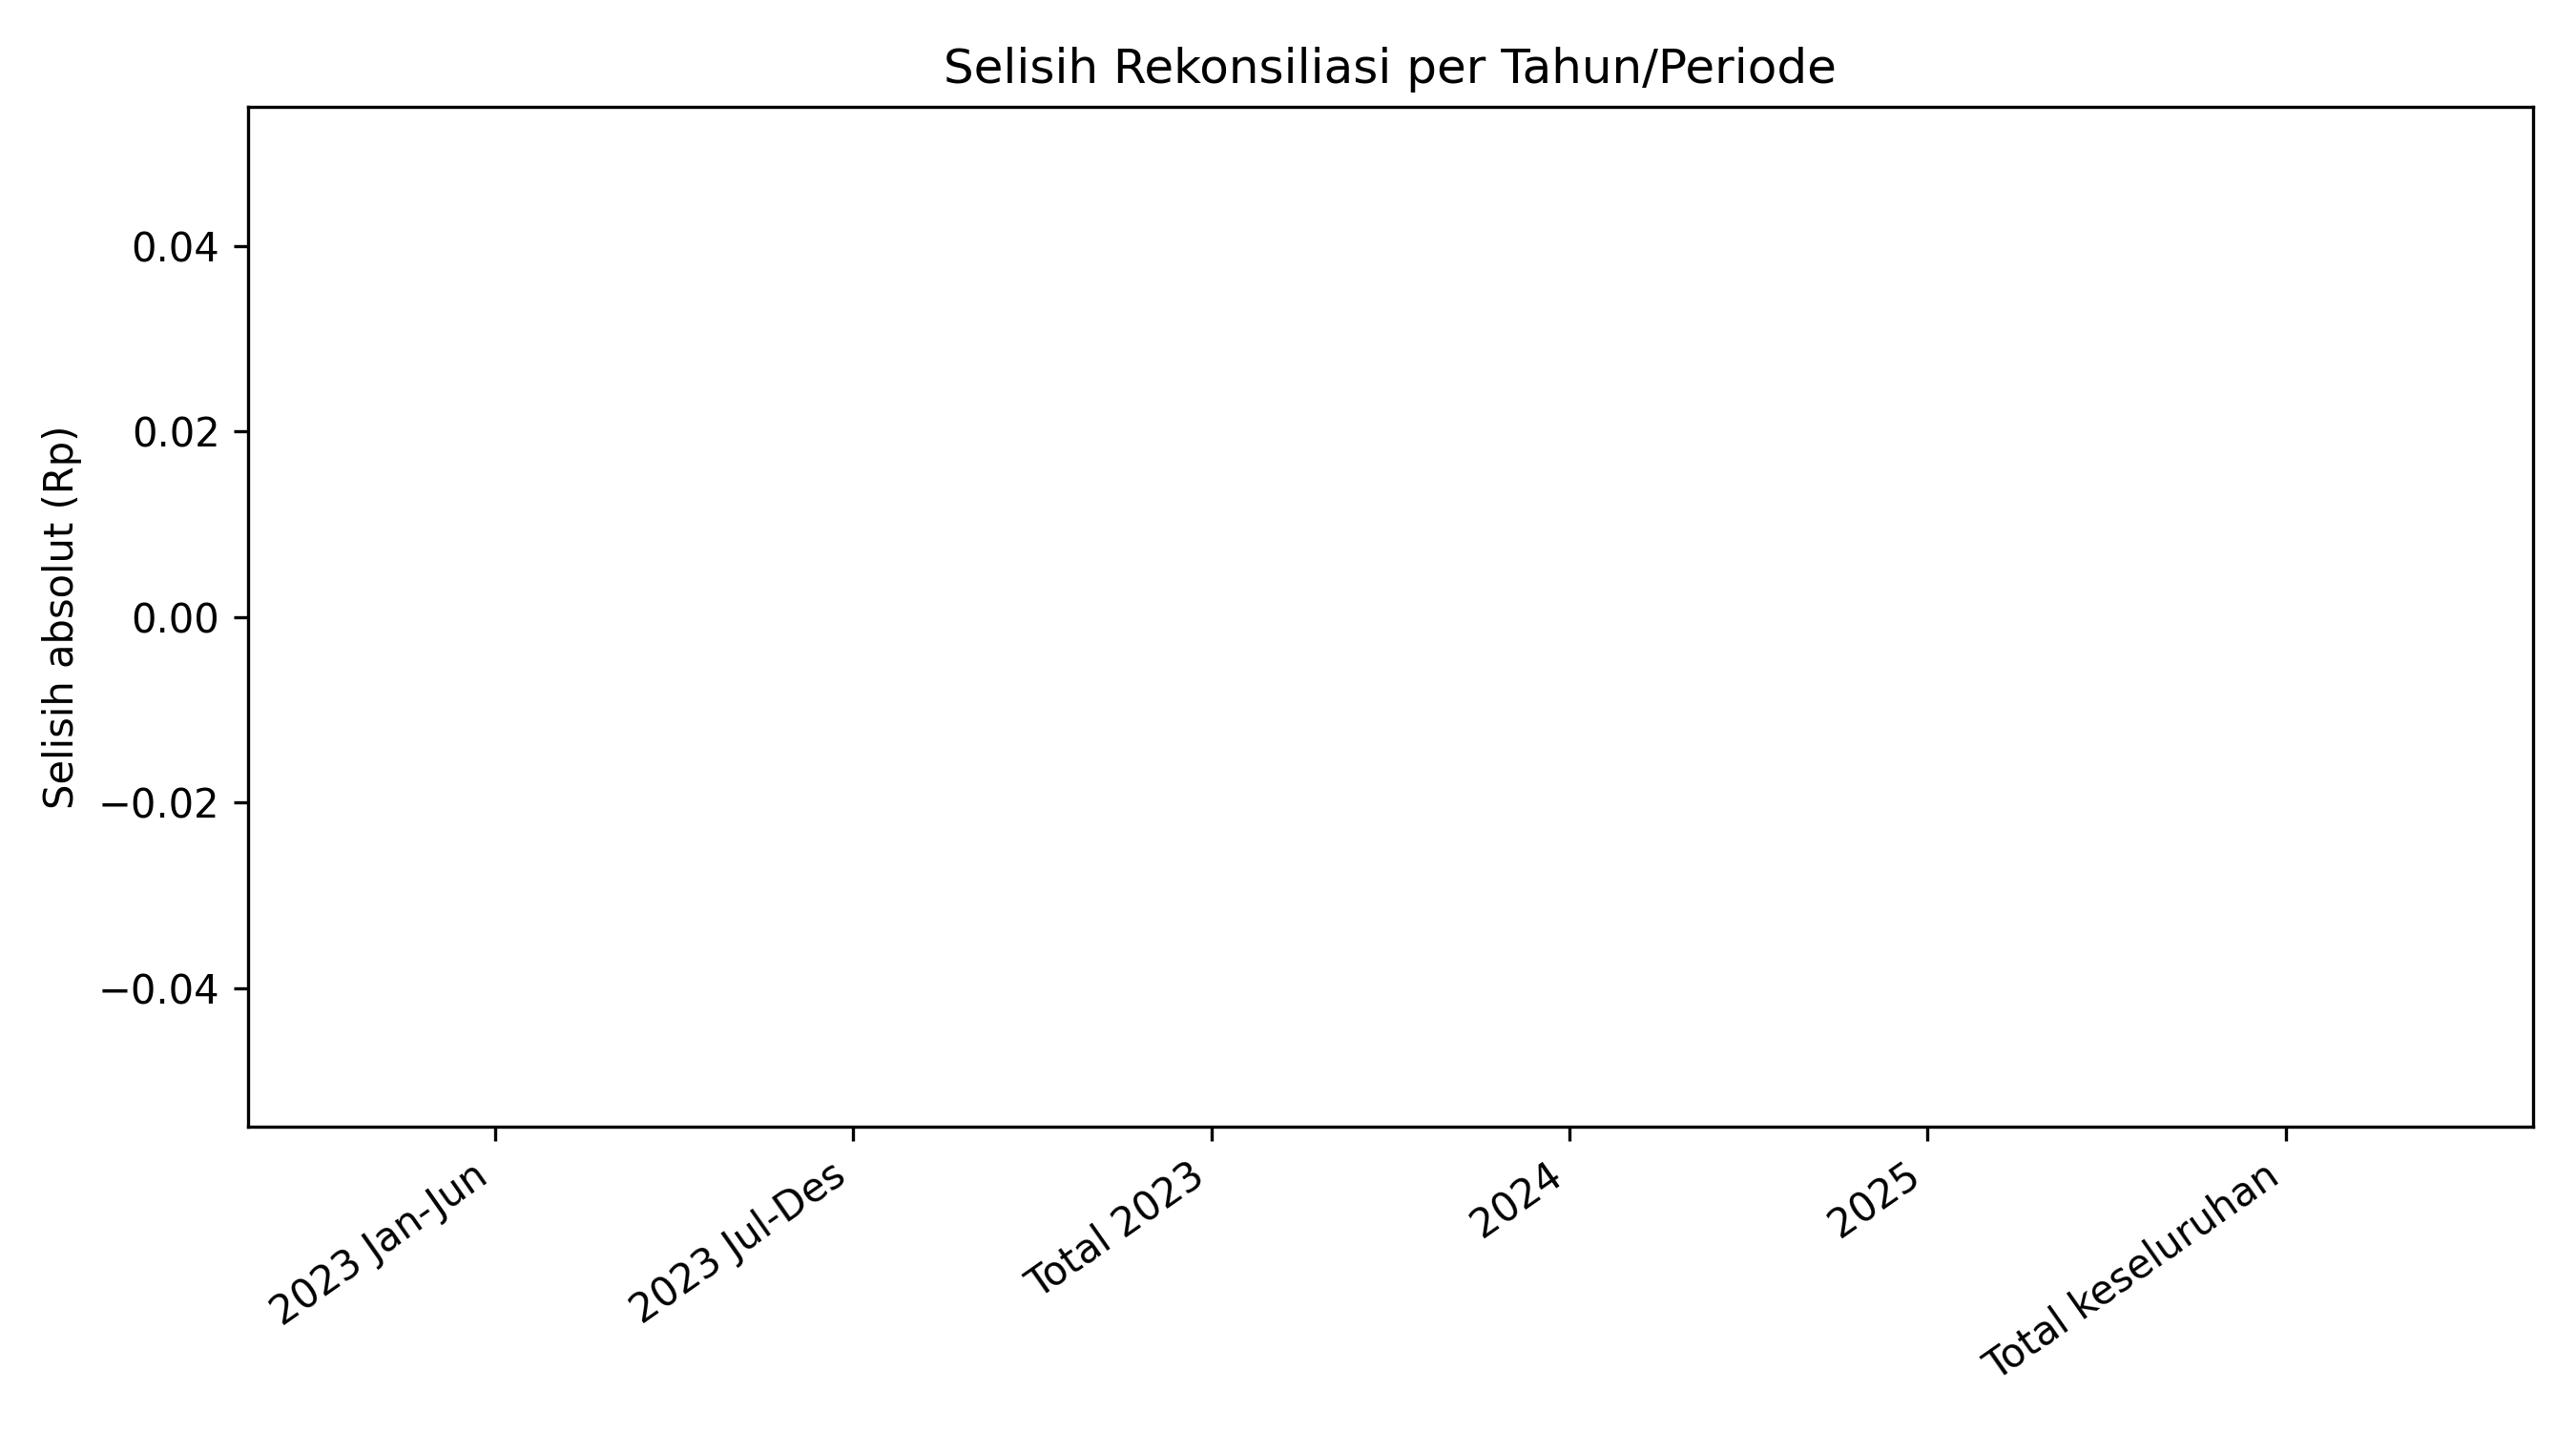 Selisih Rekonsiliasi per Tahun/Periode
Selisih absolut (Rp)
0.04
0.02
0.00
−0.02
−0.04
2023 Jan-Jun
2023 Jul-Des
Total 2023
2024
2025
Total keseluruhan